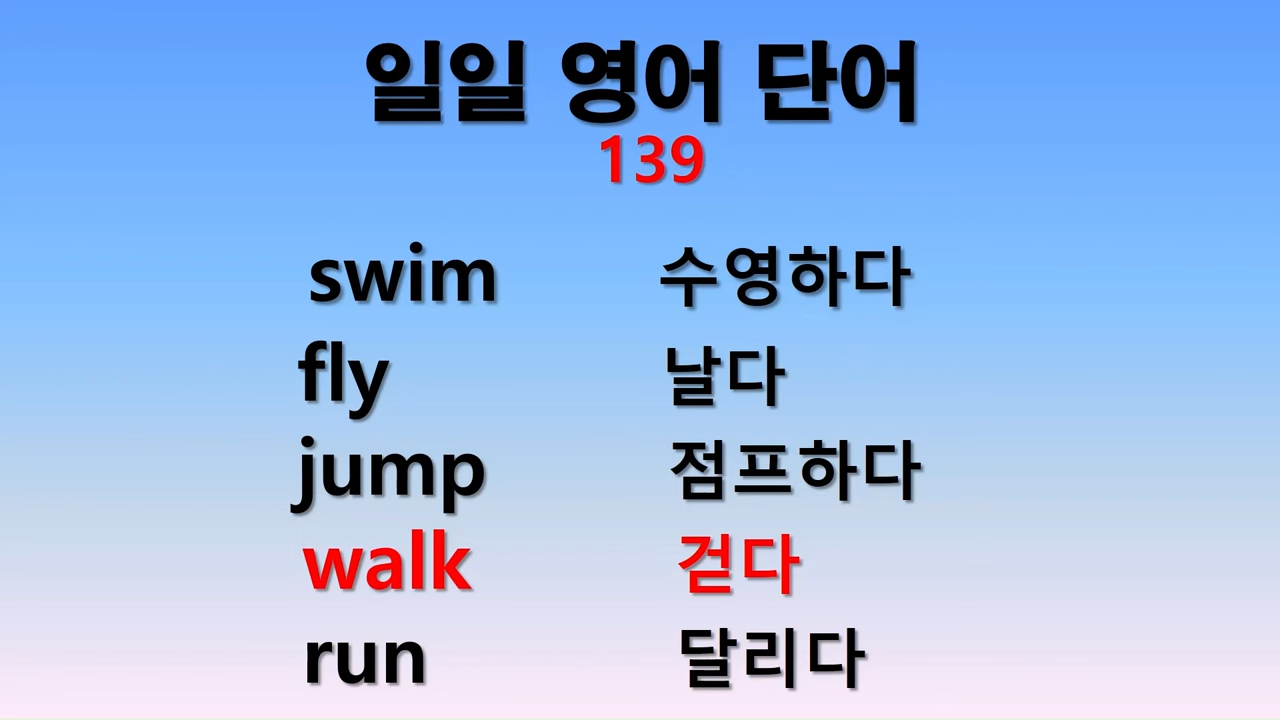 일일 영어 단어
139
swim 수영하다
fly 날다
jump 점프하다
walk 걷다
run 달리다